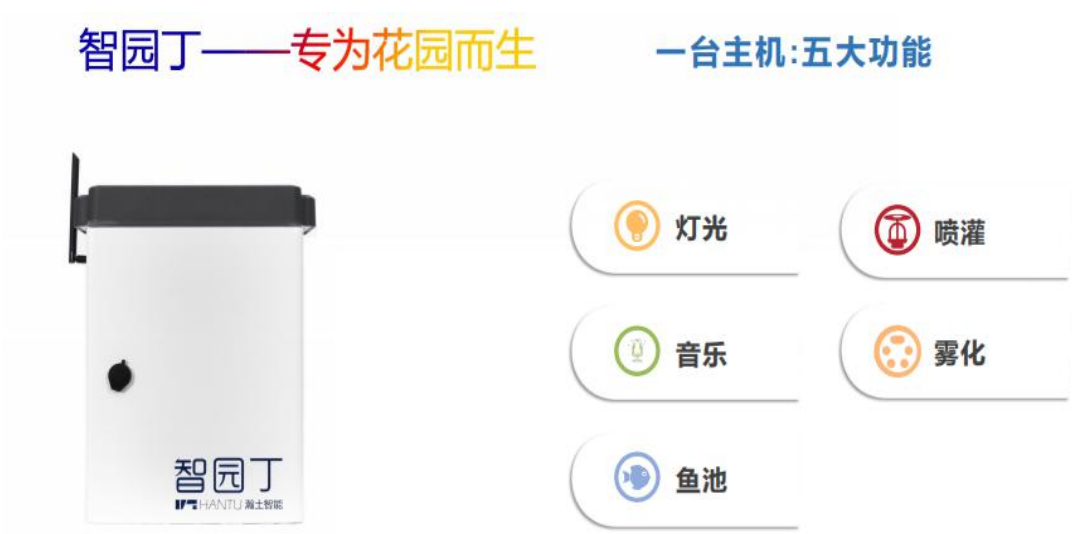 智园丁——专为花园而生
一台主机:五大功能
灯光
喷灌
音乐
雾化
鱼池
智园丁
HANTU 瀚土智能